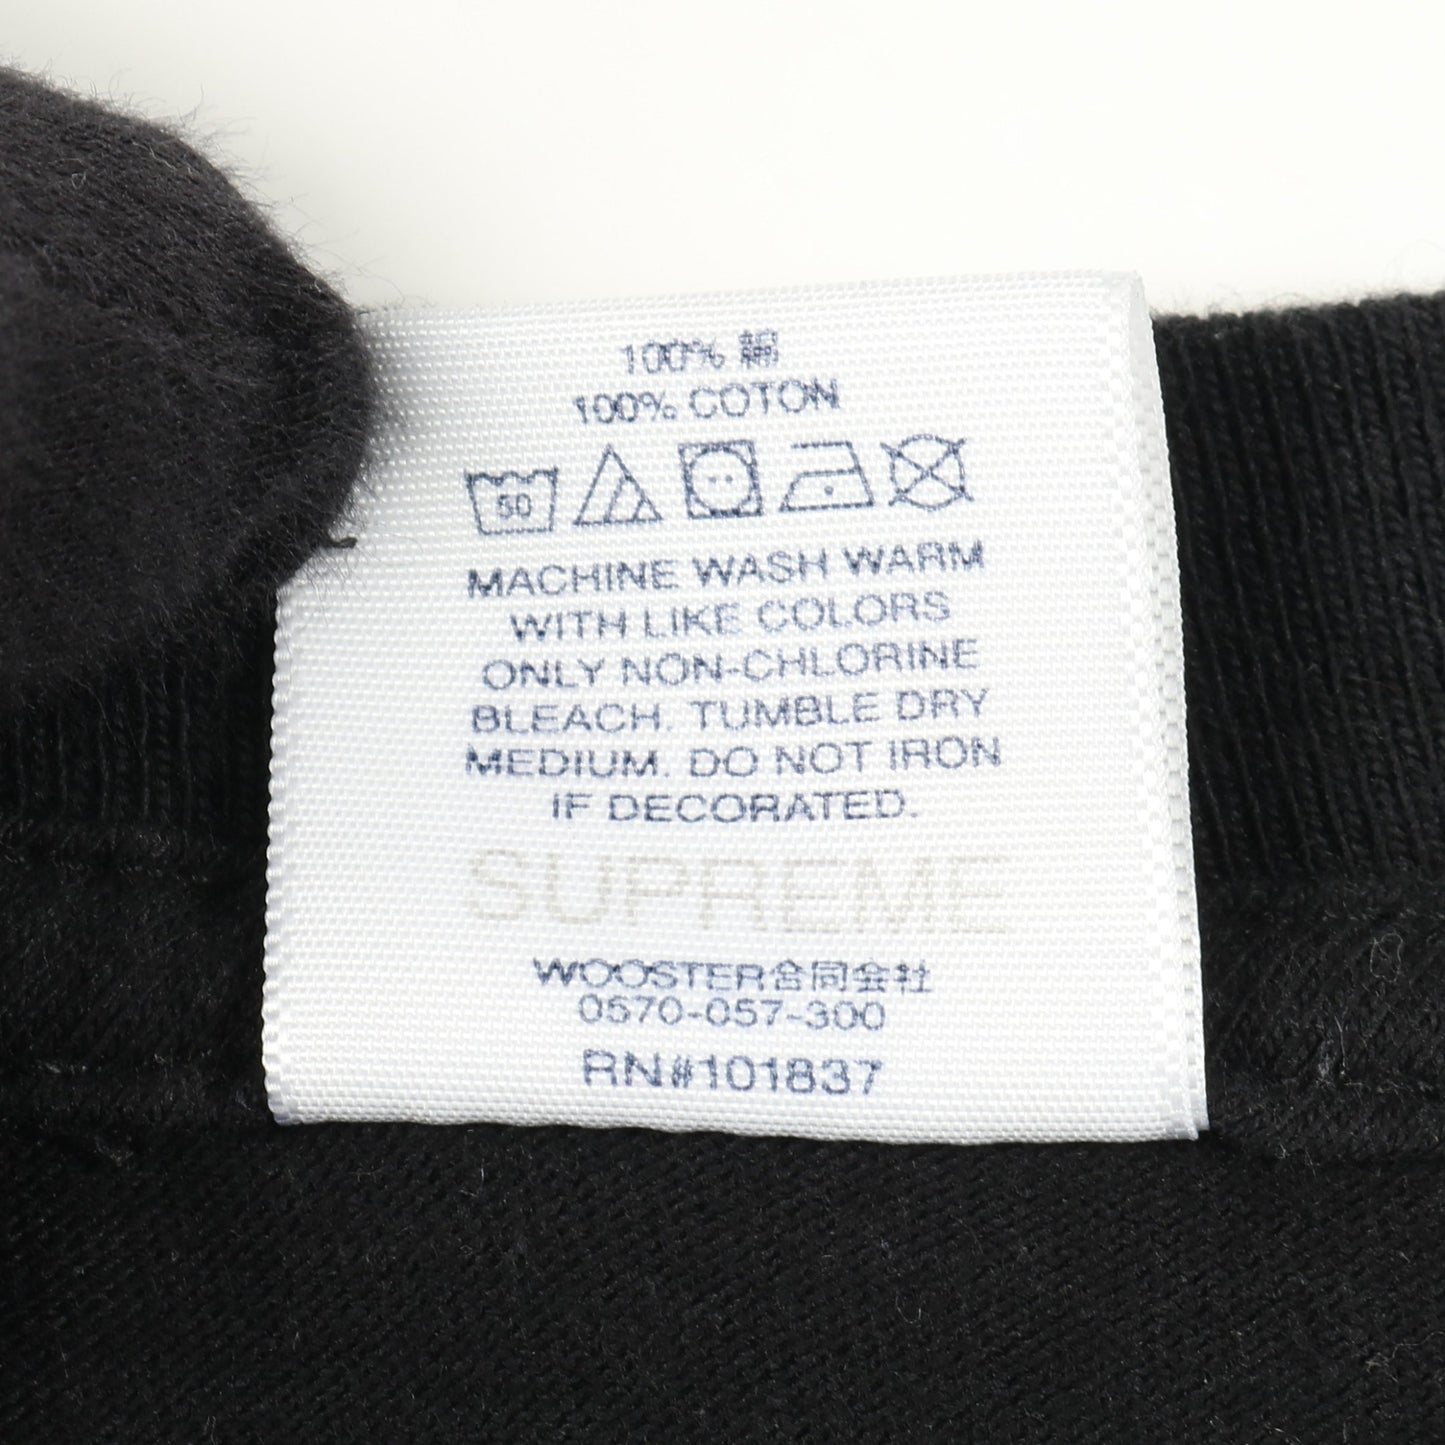 100% 綿
100% COTON
50
MACHINE WASH WARM
WITH LIKE COLORS
ONLY NON-CHLORINE
BLEACH. TUMBLE DRY
MEDIUM. DO NOT IRON
IF DECORATED.
SUPREME
WOOSTER合同会社
0570-057-300
RN#101837